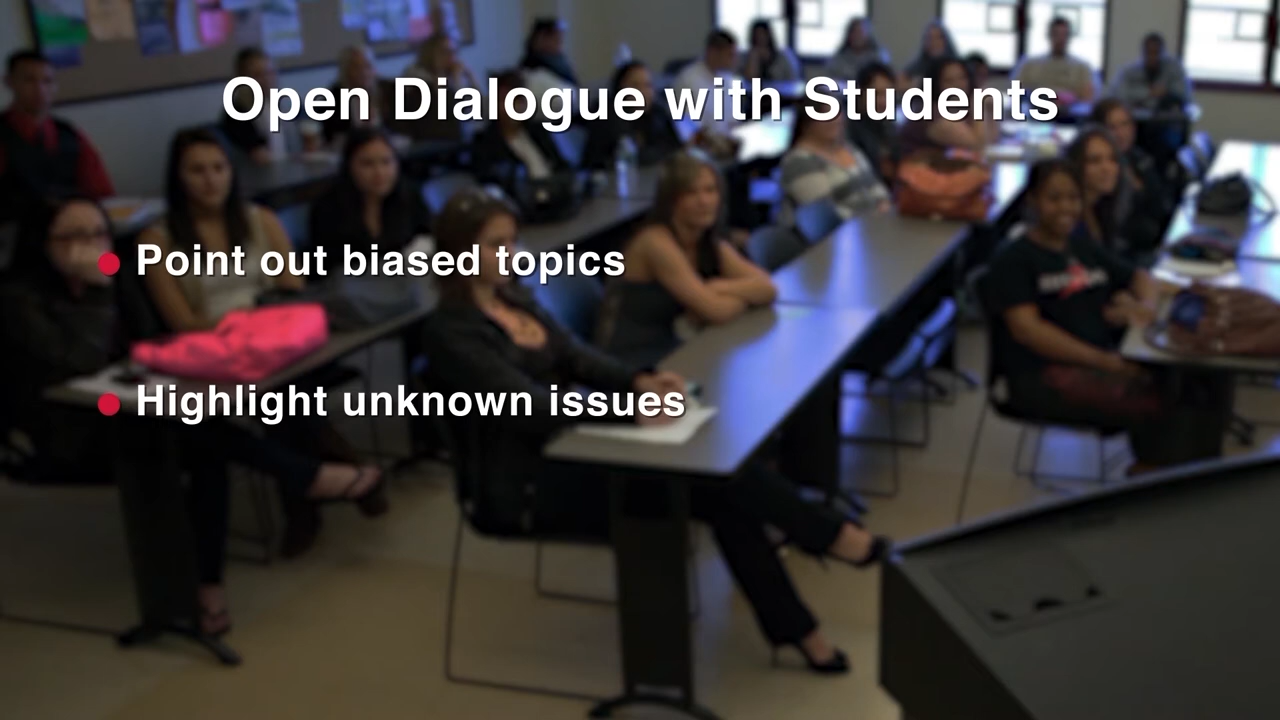 Open Dialogue with Students
Point out biased topics
Highlight unknown issues